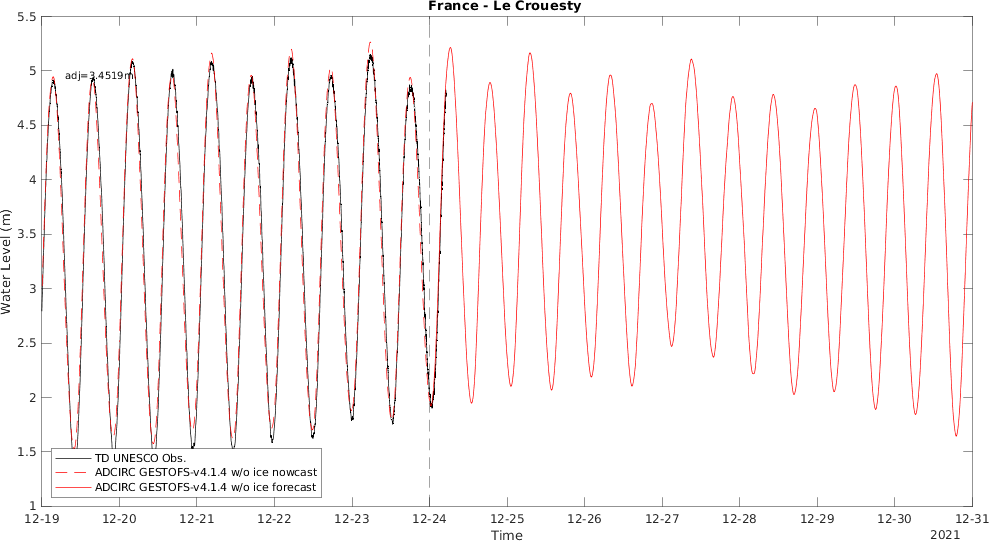 France - Le Crouesty
5.5
5
4.5
4
3.5
3
2.5
2
1.5
1
Water Level (m)
adj=3.4519m
TD UNESCO Obs.
ADCIRC GESTOFS-v4.1.4 w/o ice nowcast
ADCIRC GESTOFS-v4.1.4 w/o ice forecast
12-19 12-20 12-21 12-22 12-23 12-24 12-25 12-26 12-27 12-28 12-29 12-30 12-31
Time
2021